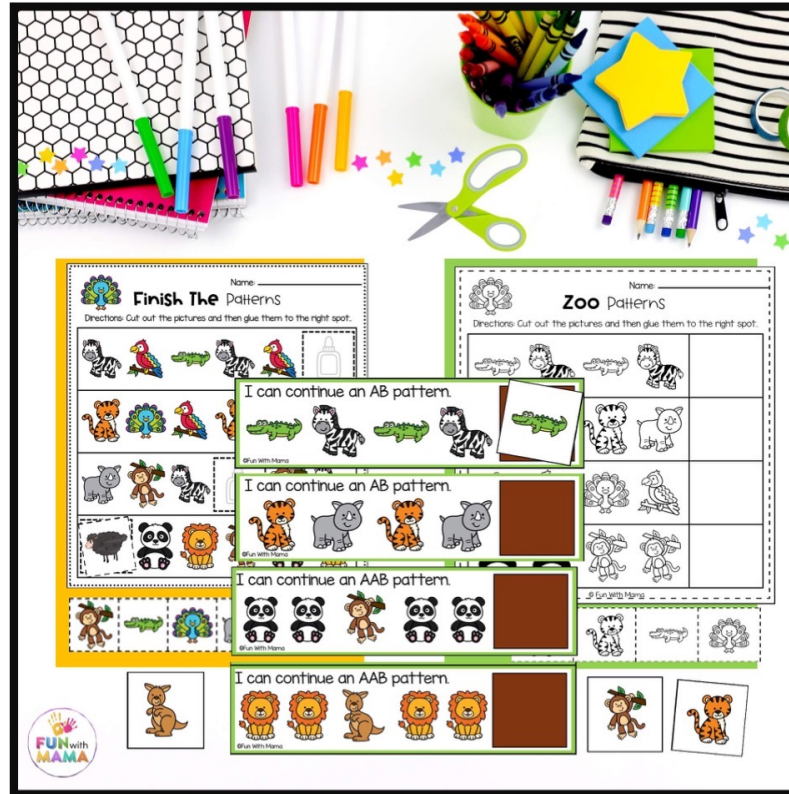 Name:
Finish The Patterns
Directions: Cut out the pictures and then glue them to the right spot.
Name:
Zoo Patterns
Directions: Cut out the pictures and then glue them to the right spot.
I can continue an AB pattern.
©Fun With Mama
I can continue an AB pattern.
©Fun With Mama
I can continue an AAB pattern.
©Fun With Mama
I can continue an AAB pattern.
©Fun With Mama
© Fun With Mama
FUN with
MAMA